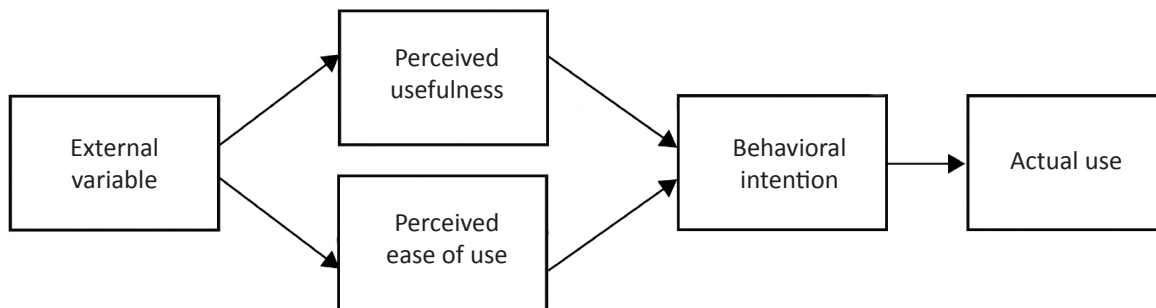 External
variable
Perceived
usefulness
Perceived
ease of use
Behavioral
intention
Actual use